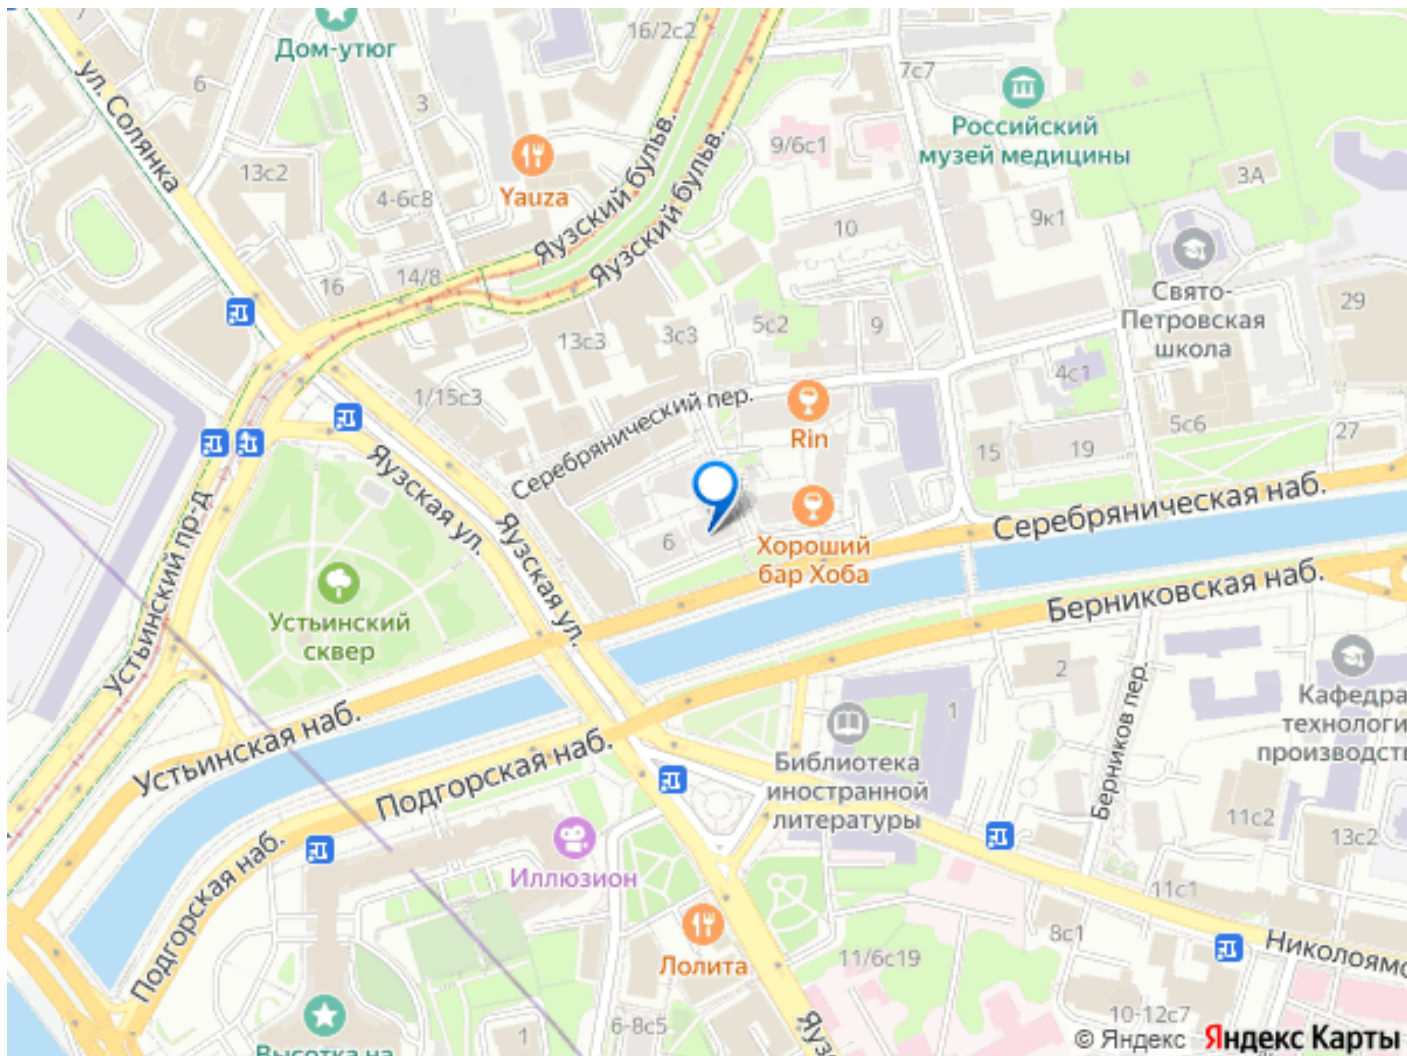 16/2с2
Дом-утюг
7с7
ул. Солянка
6
3
Российский
музей медицины
9/6с1
13с2
Yauza
4-6с8
3А
9к1
10
Яузский бульв.
Яузский бульв.
14/8
16
Свято-
Петровская
школа
29
5с2
9
3с3
13с3
4с1
1/15с3
Серебрянический пер.
Rin
5с6
27
15
19
Яузская ул.
Яузская ул.
Серебряническая наб.
6
Хороший
бар Хоба
Устьинский пр-д
Устьинский
сквер
Берниковская наб.
2
Берников пер.
Кафедра
технологи
производств
1
Устьинская наб.
Подгорская наб.
Библиотека
иностранной
литературы
11с2
13с2
Подгорская наб.
Иллюзион
11с1
8с1
Лолита
11/6с19
Николоямс
1
6-8с5
10-12с7
Яуз
Высотка на
© Яндекс Яндекс Карты